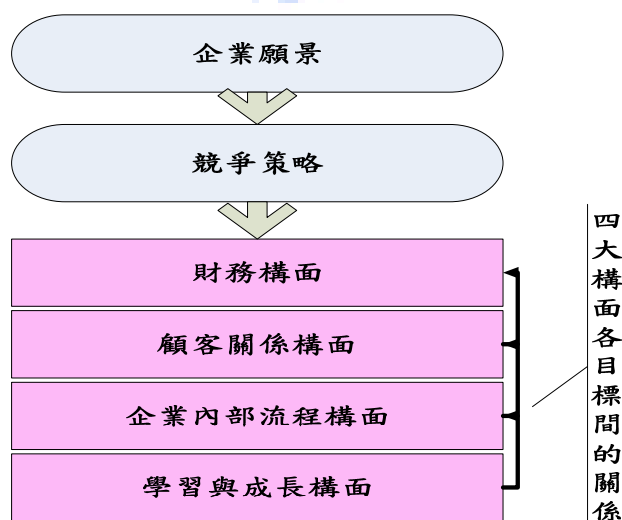 企業願景
競爭策略
財務構面
顧客關係構面
企業內部流程構面
學習與成長構面
四大構面各目標間的關係